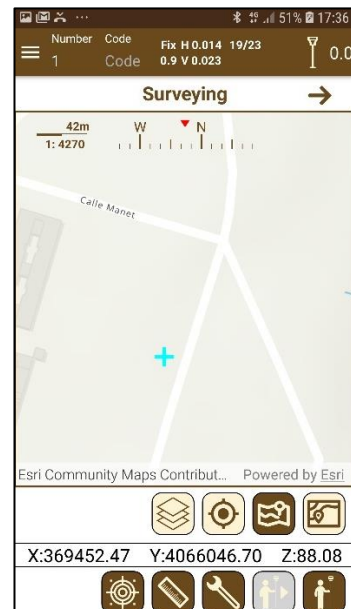 51% 17:36
Number Code Fix H 0.014 19/23
1 Code 0.9 V 0.023 0.0
Surveying
42m W N
1: 4270
Calle Manet
Esri Community Maps Contribut... Powered by Esri
X:369452.47 Y:4066046.70 Z:88.08